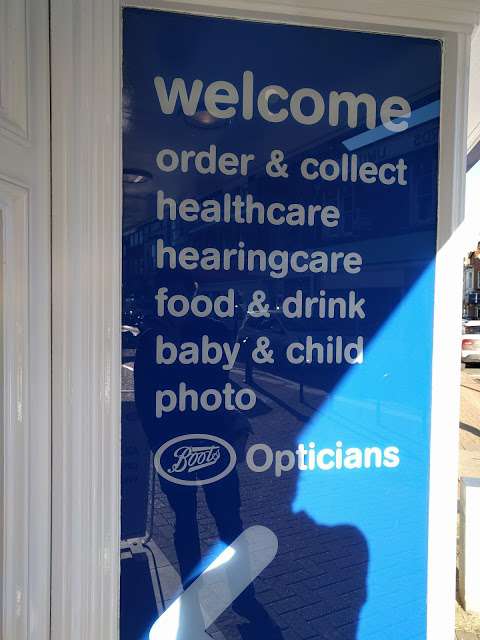 welcome
order & collect
healthcare
hearingcare
food & drink
baby & child
photo
Boots Opticians